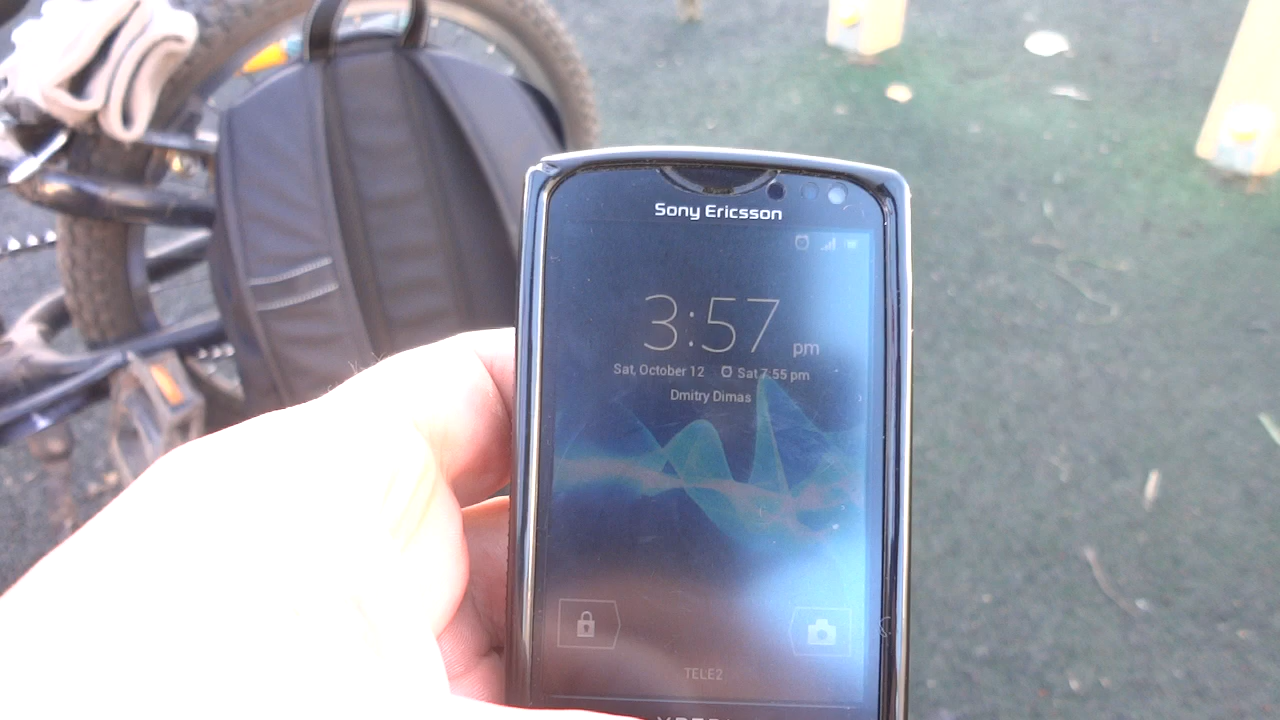 Sony Ericsson
3:57 pm
Sat, October 12 Sat 7:55 pm
Dmitry Dimas
TELE2